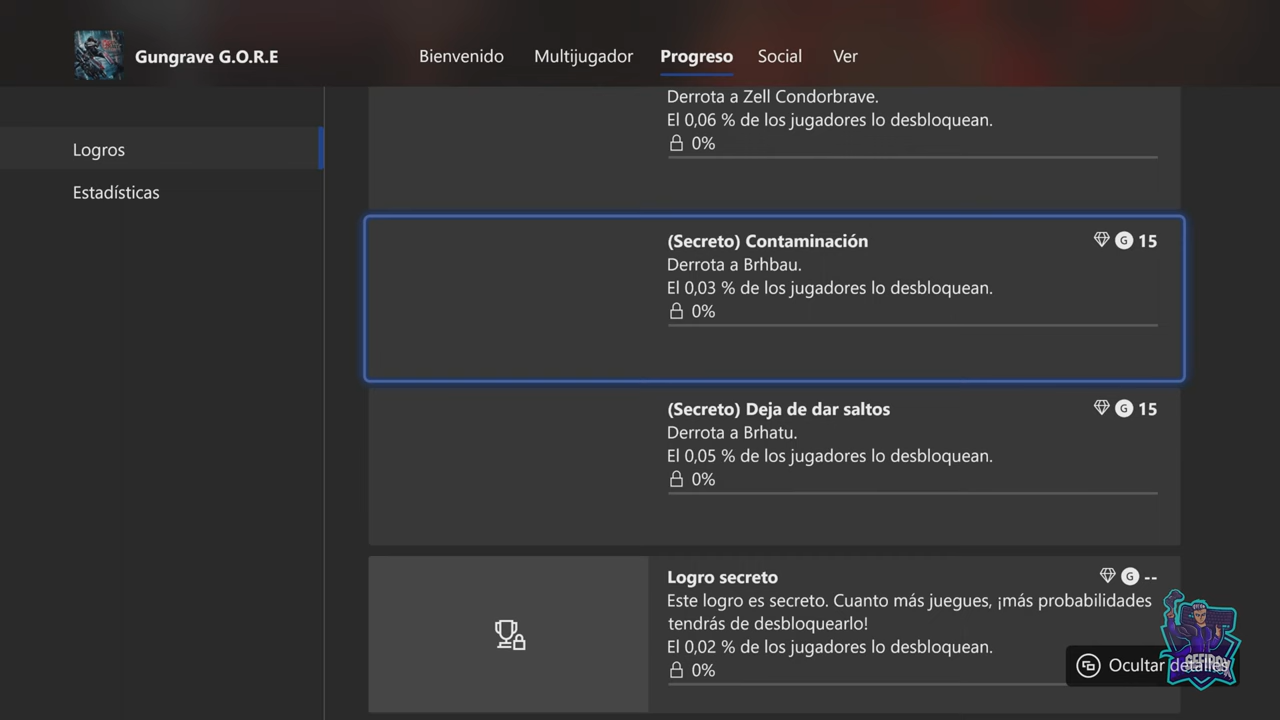 Gungrave G.O.R.E
Bienvenido
Multijugador
Progreso
Social
Ver
Logros
Estadísticas
Derrota a Zell Condorbrave.
El 0,06 % de los jugadores lo desbloquean.
0%
(Secreto) Contaminación
G 15
Derrota a Brhbau.
El 0,03 % de los jugadores lo desbloquean.
0%
(Secreto) Deja de dar saltos
G 15
Derrota a Brhatu.
El 0,05 % de los jugadores lo desbloquean.
0%
Logro secreto
G --
Este logro es secreto. Cuanto más juegues, ¡más probabilidades
tendrás de desbloquearlo!
El 0,02 % de los jugadores lo desbloquean.
0%
Ocultar detalles